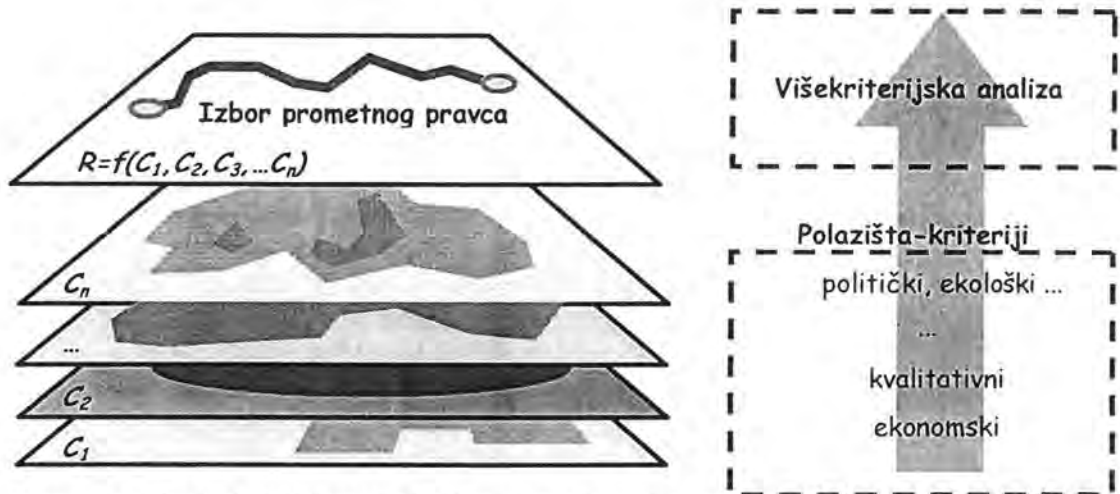 Izbor prometnog pravca
R=f(C₁, C₂, C₃, ...Cₙ)
Cₙ
...
C₂
C₁
Višekriterijska analiza
Polazišta-kriteriji
politički, ekološki ...
...
kvalitativni
ekonomski